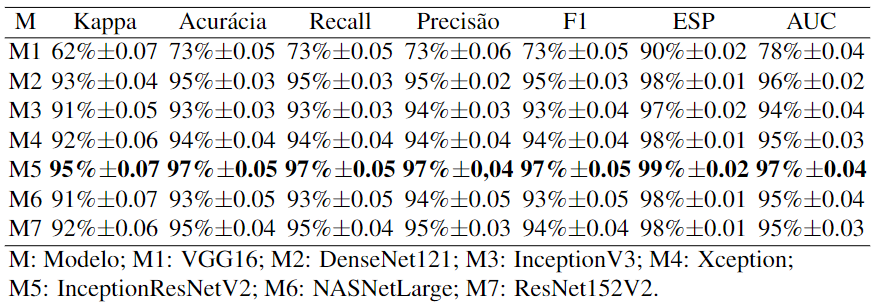 M Kappa Acurácia Recall Precisão F1 ESP AUC
M1 62%±0.07 73%±0.05 73%±0.05 73%±0.06 73%±0.05 90%±0.02 78%±0.04
M2 93%±0.04 95%±0.03 95%±0.03 95%±0.02 95%±0.03 98%±0.01 96%±0.02
M3 91%±0.05 93%±0.03 93%±0.03 94%±0.03 93%±0.04 97%±0.02 94%±0.04
M4 92%±0.06 94%±0.04 94%±0.04 94%±0.04 94%±0.04 98%±0.01 95%±0.03
M5 95%±0.07 97%±0.05 97%±0.05 97%±0,04 97%±0.05 99%±0.02 97%±0.04
M6 91%±0.07 93%±0.05 93%±0.05 94%±0.05 93%±0.05 98%±0.01 95%±0.04
M7 92%±0.06 95%±0.04 95%±0.04 95%±0.03 94%±0.04 98%±0.01 95%±0.03
M: Modelo; M1: VGG16; M2: DenseNet121; M3: InceptionV3; M4: Xception;
M5: InceptionResNetV2; M6: NASNetLarge; M7: ResNet152V2.